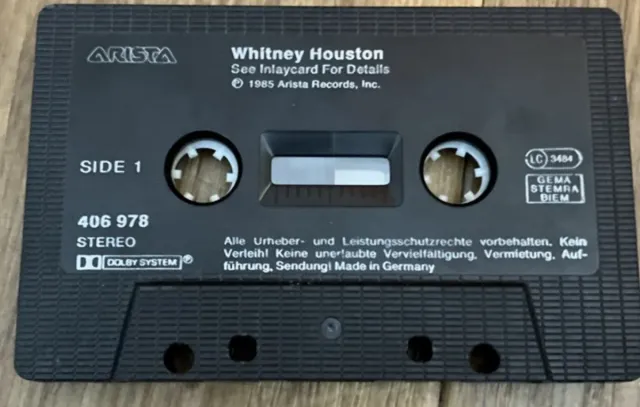 ARISTA
Whitney Houston
See Inlaycard For Details
℗ 1985 Arista Records, Inc.
SIDE 1
LC 3484
GEMA
STEMRA
BIEM
406 978
STEREO
DOLBY SYSTEM ®
Alle Urheber- und Leistungsschutzrechte vorbehalten. Kein
Verleih! Keine unerlaubte Vervielfältigung, Vermietung, Auf-
führung, Sendung! Made in Germany